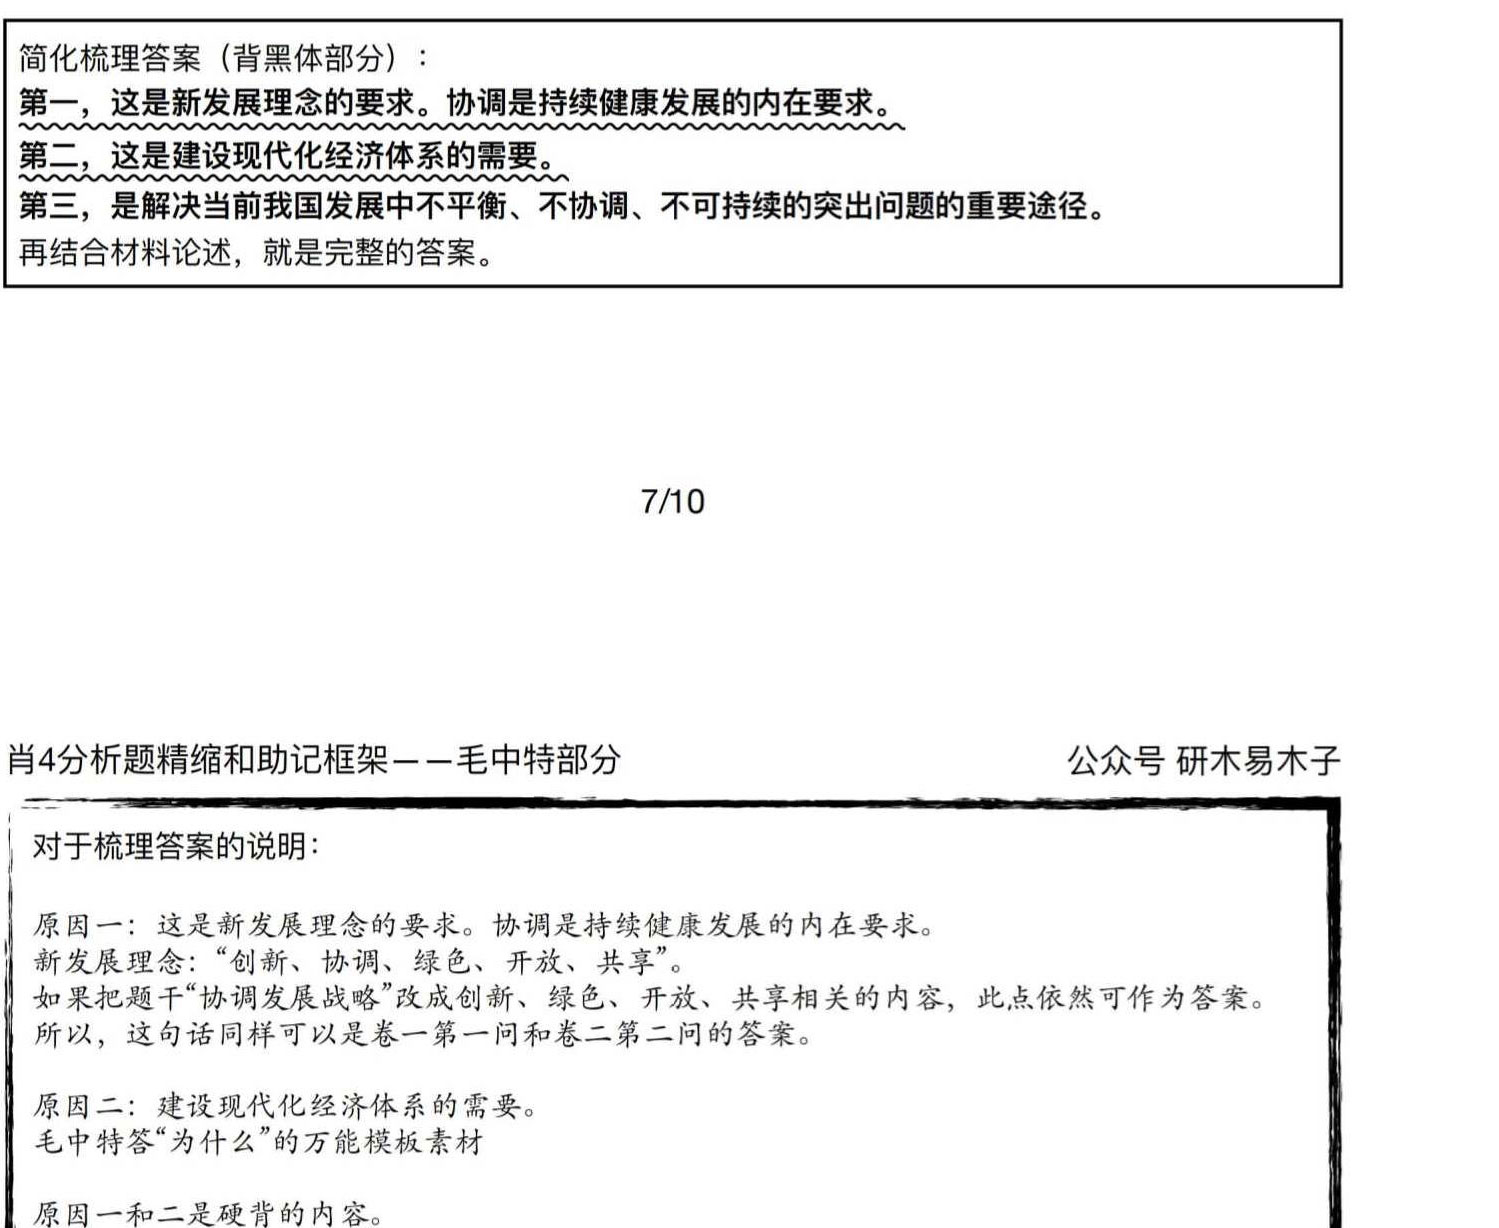 简化梳理答案（背黑体部分）：
第一，这是新发展理念的要求。协调是持续健康发展的内在要求。
第二，这是建设现代化经济体系的需要。
第三，是解决当前我国发展中不平衡、不协调、不可持续的突出问题的重要途径。
再结合材料论述，就是完整的答案。
7/10
肖4分析题精缩和助记框架——毛中特部分 公众号 研木易木子
对于梳理答案的说明：
原因一：这是新发展理念的要求。协调是持续健康发展的内在要求。
新发展理念：“创新、协调、绿色、开放、共享”。
如果把题干“协调发展战略”改成创新、绿色、开放、共享相关的内容，此点依然可作为答案。
所以，这句话同样可以是卷一第一问和卷二第二问的答案。
原因二：建设现代化经济体系的需要。
毛中特答“为什么”的万能模板素材
原因一和二是硬背的内容。